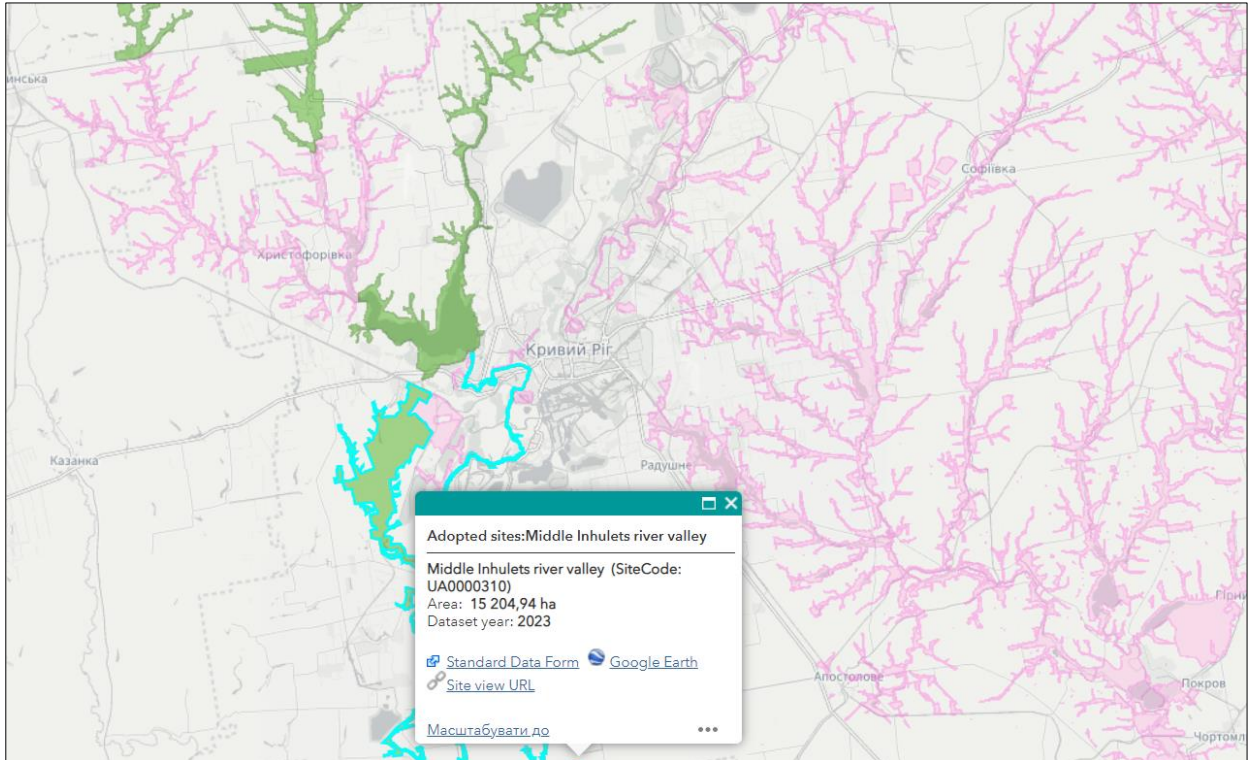 инська
Софіївка
Христофорівка
Кривий Ріг
Казанка
Радушне
Adopted sites:Middle Inhulets river valley
Middle Inhulets river valley (SiteCode:
UA0000310)
Area: 15 204,94 ha
Dataset year: 2023
Standard Data Form Google Earth
Site view URL
Масштабувати до
Гірни
Апостолове
Покров
Чортомл